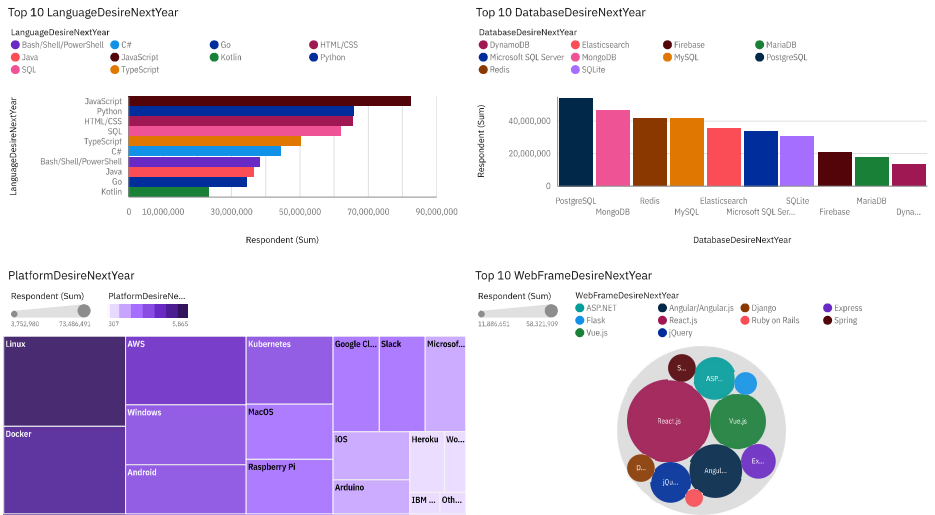 Top 10 LanguageDesireNextYear
LanguageDesireNextYear
Bash/Shell/PowerShell C# Go HTML/CSS
Java JavaScript Kotlin Python
SQL TypeScript
LanguageDesireNextYear
JavaScript
Python
HTML/CSS
SQL
TypeScript
C#
Bash/Shell/PowerShell
Java
Go
Kotlin
0 10,000,000 30,000,000 50,000,000 70,000,000 90,000,000
Respondent (Sum)
Top 10 DatabaseDesireNextYear
DatabaseDesireNextYear
DynamoDB Elasticsearch Firebase MariaDB
Microsoft SQL Server MongoDB MySQL PostgreSQL
Redis SQLite
Respondent (Sum)
40,000,000
20,000,000
0
PostgreSQL Redis Elasticsearch SQLite MariaDB
MongoDB MySQL Microsoft SQL Ser... Firebase Dyna...
DatabaseDesireNextYear
PlatformDesireNextYear
Respondent (Sum) PlatformDesireNe...
3,752,980 73,486,491 307 5,865
Linux AWS Kubernetes Google Cl... Slack Microsof...
Windows MacOS
Docker iOS Heroku Wo...
Android Raspberry Pi
Arduino IBM ... Oth...
Top 10 WebFrameDesireNextYear
Respondent (Sum) WebFrameDesireNextYear
11,886,651 58,321,909
ASP.NET Angular/Angular.js Django Express
Flask React.js Ruby on Rails Spring
Vue.js jQuery
S... ASP...
React.js Vue.js
D... jQu... Angul... Ex...